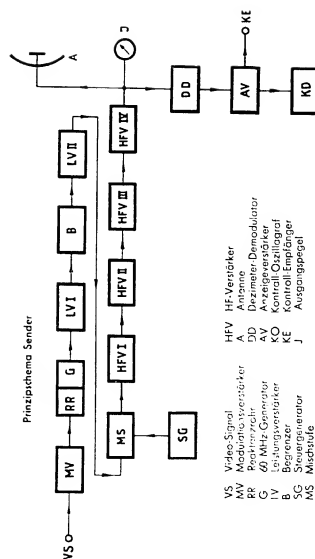 Prinzipschema Sender
VS
MV
RR G
LV I
B
LV II
MS
SG
HFV I
HFV II
HFV III
HFV IV
J
A
DD
AV
KE
KD
VS Video-Signal
MV Modulationsverstärker
RR Reaktanzröhre
G 60 MHz-Generator
LV Leistungsverstärker
B Begrenzer
SG Steuergenerator
MS Mischstufe
HFV HF-Verstärker
A Antenne
DD Dezimeter-Demodulator
AV Anzeigeverstärker
KO Kontroll-Oszillograf
KE Kontroll-Empfänger
J Ausgangspegel